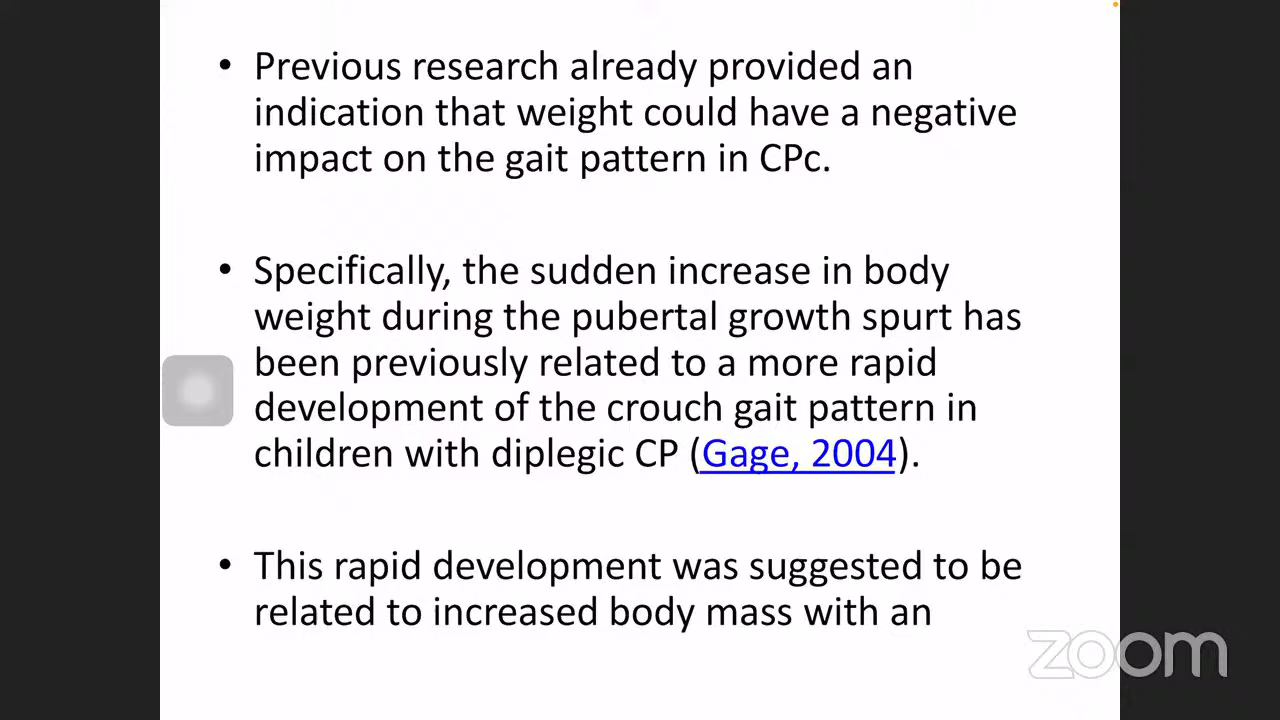 • Previous research already provided an
indication that weight could have a negative
impact on the gait pattern in CPc.
• Specifically, the sudden increase in body
weight during the pubertal growth spurt has
been previously related to a more rapid
development of the crouch gait pattern in
children with diplegic CP (Gage, 2004).
• This rapid development was suggested to be
related to increased body mass with an
zoom